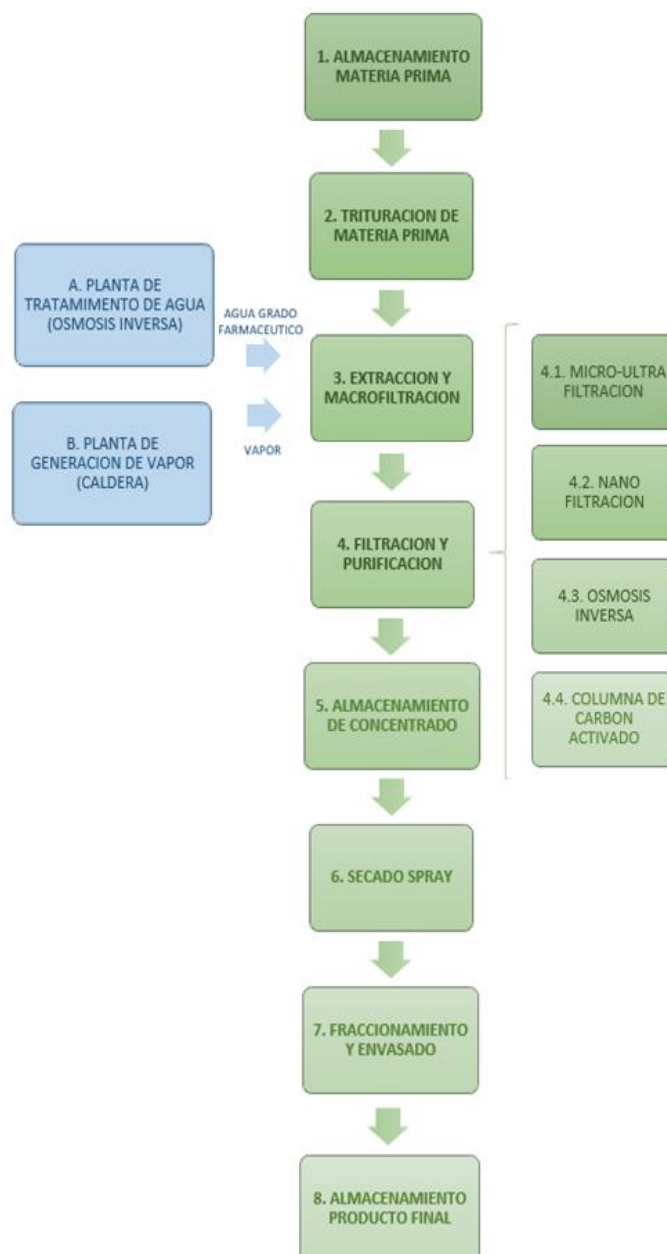 1. ALMACENAMIENTO
MATERIA PRIMA
2. TRITURACION DE
MATERIA PRIMA
A. PLANTA DE
TRATAMIMENTO DE AGUA
(OSMOSIS INVERSA)
AGUA GRADO
FARMACEUTICO
B. PLANTA DE
GENERACION DE VAPOR
(CALDERA)
VAPOR
3. EXTRACCION Y
MACROFILTRACION
4. FILTRACION Y
PURIFICACION
4.1. MICRO-ULTRA
FILTRACION
4.2. NANO
FILTRACION
4.3. OSMOSIS
INVERSA
4.4. COLUMNA DE
CARBON
ACTIVADO
5. ALMACENAMIENTO
DE CONCENTRADO
6. SECADO SPRAY
7. FRACCIONAMIENTO
Y ENVASADO
8. ALMACENAMIENTO
PRODUCTO FINAL